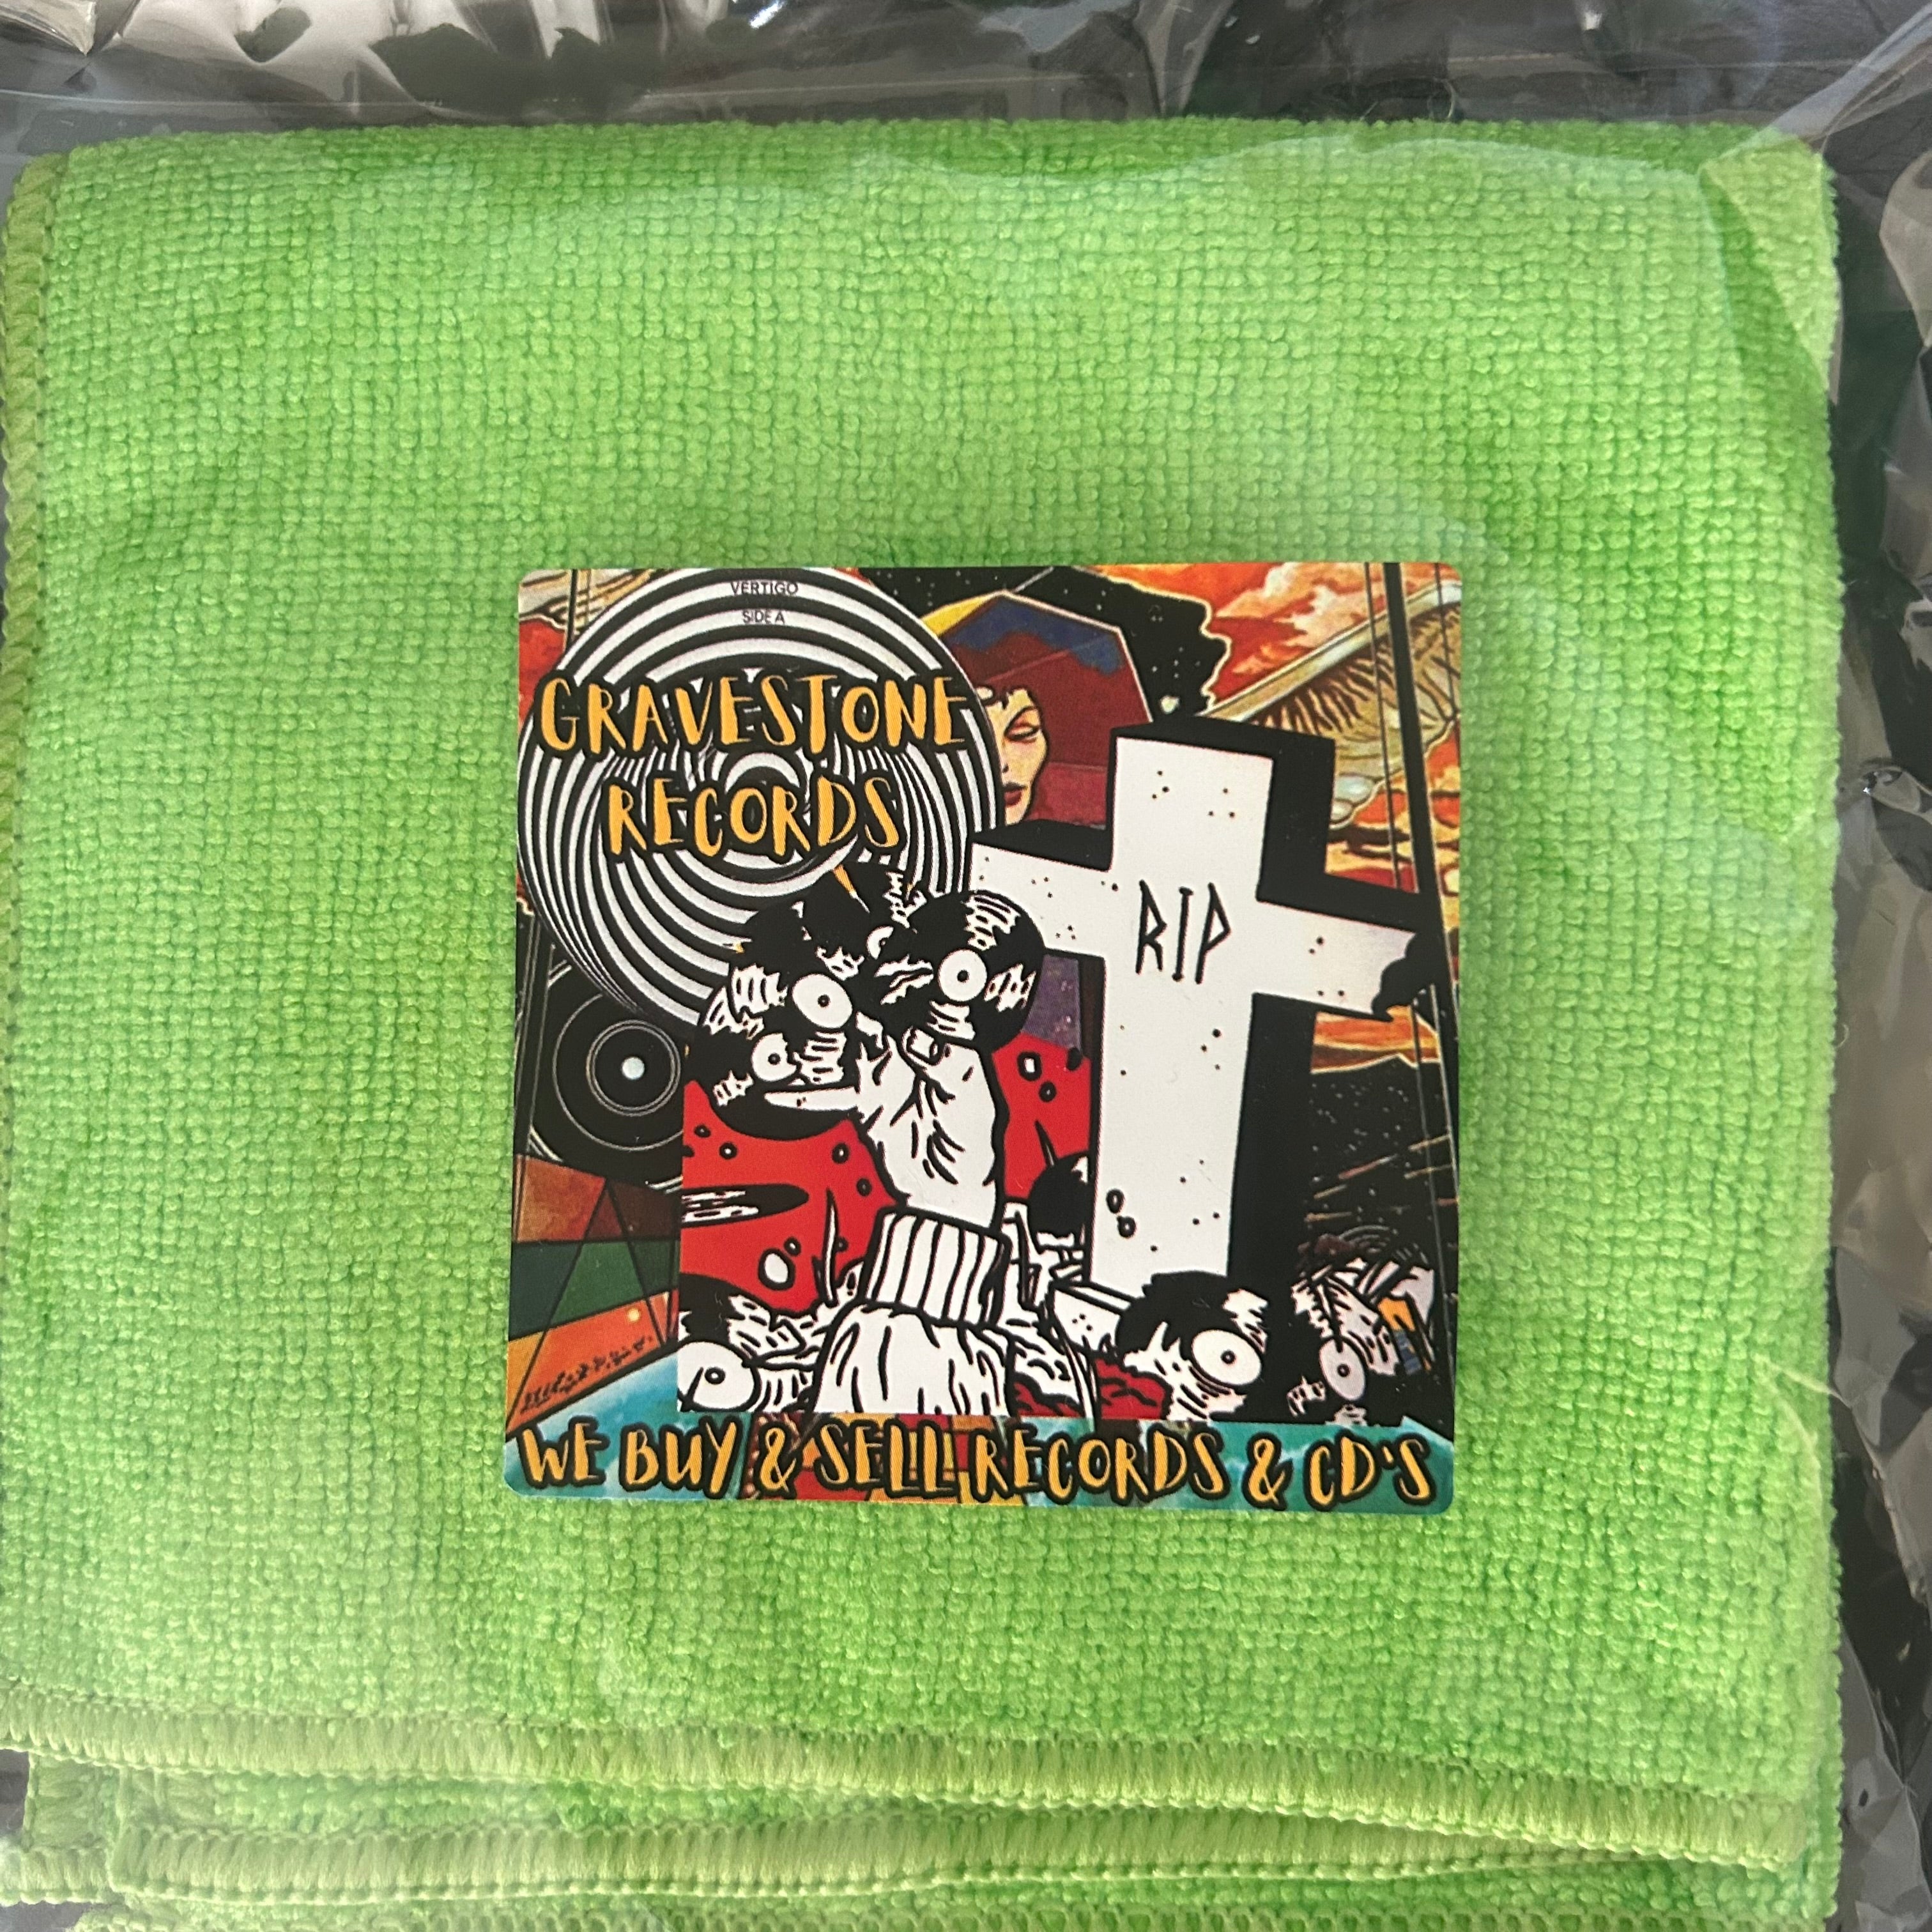 VERTIGO
SIDE A
GRAVESTONE
RECORDS
RIP
WE BUY & SELL RECORDS & CD'S